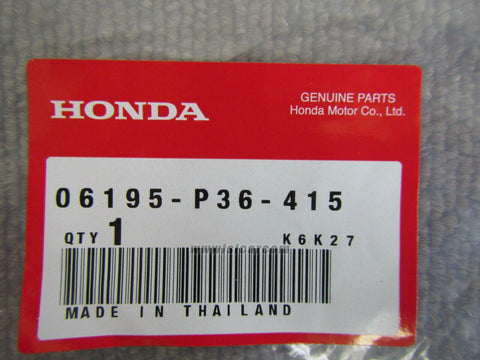 HONDA
GENUINE PARTS
Honda Motor Co., Ltd.
06195-P36-415
QTY 1 K6K27
MADE IN THAILAND